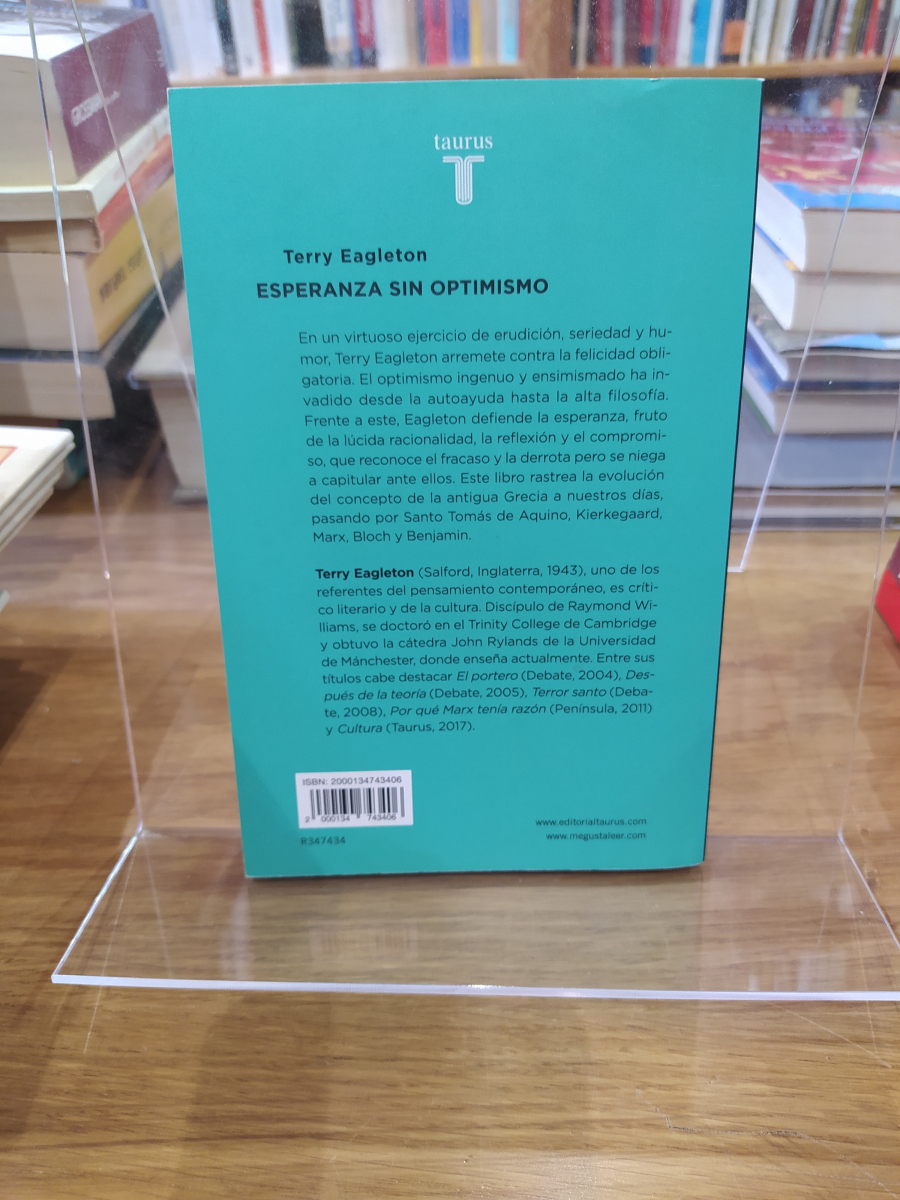 taurus
Terry Eagleton
ESPERANZA SIN OPTIMISMO
En un virtuoso ejercicio de erudición, seriedad y hu-
mor, Terry Eagleton arremete contra la felicidad obli-
gatoria. El optimismo ingenuo y ensimismado ha in-
vadido desde la autoayuda hasta la alta filosofía.
Frente a este, Eagleton defiende la esperanza, fruto
de la lúcida racionalidad, la reflexión y el compromi-
so, que reconoce el fracaso y la derrota pero se niega
a capitular ante ellos. Este libro rastrea la evolución
del concepto de la antigua Grecia a nuestros días,
pasando por Santo Tomás de Aquino, Kierkegaard,
Marx, Bloch y Benjamin.
Terry Eagleton (Salford, Inglaterra, 1943), uno de los
referentes del pensamiento contemporáneo, es críti-
co literario y de la cultura. Discípulo de Raymond Wi-
lliams, se doctoró en el Trinity College de Cambridge
y obtuvo la cátedra John Rylands de la Universidad
de Mánchester, donde enseña actualmente. Entre sus
títulos cabe destacar El portero (Debate, 2004), Des-
pués de la teoría (Debate, 2005), Terror santo (Deba-
te, 2008), Por qué Marx tenía razón (Península, 2011)
y Cultura (Taurus, 2017).
ISBN: 2000134743406
2 000134 743406
R347434
www.editorialtaurus.com
www.megustaleer.com